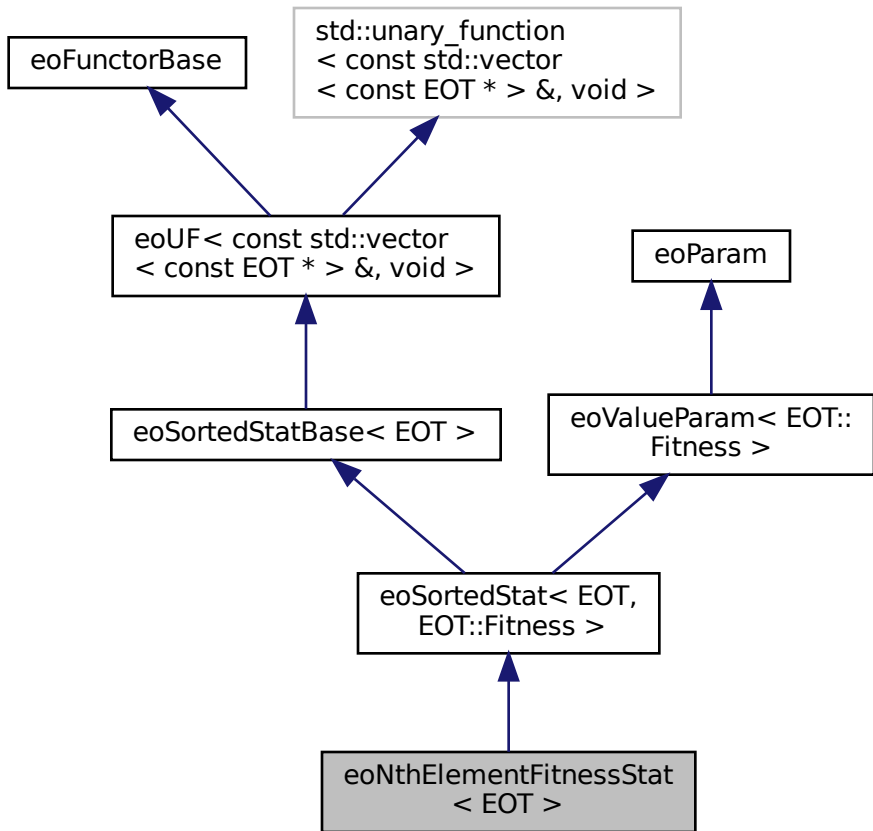 std::unary_function
< const std::vector
< const EOT * > &, void >
eoFunctorBase
eoUF< const std::vector
< const EOT * > &, void >
eoParam
eoSortedStatBase< EOT >
eoValueParam< EOT::
Fitness >
eoSortedStat< EOT,
EOT::Fitness >
eoNthElementFitnessStat
< EOT >